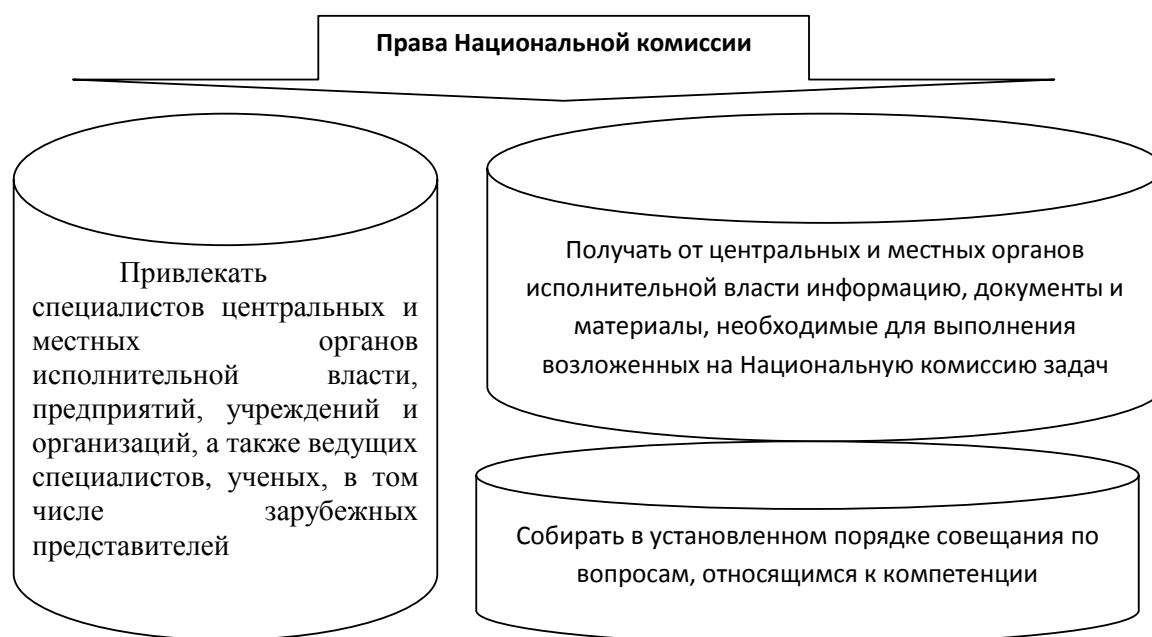 Права Национальной комиссии
Привлекать
специалистов центральных и
местных органов
исполнительной власти,
предприятий, учреждений и
организаций, а также ведущих
специалистов, ученых, в том
числе зарубежных
представителей
Получать от центральных и местных органов
исполнительной власти информацию, документы и
материалы, необходимые для выполнения
возложенных на Национальную комиссию задач
Собирать в установленном порядке совещания по
вопросам, относящимся к компетенции